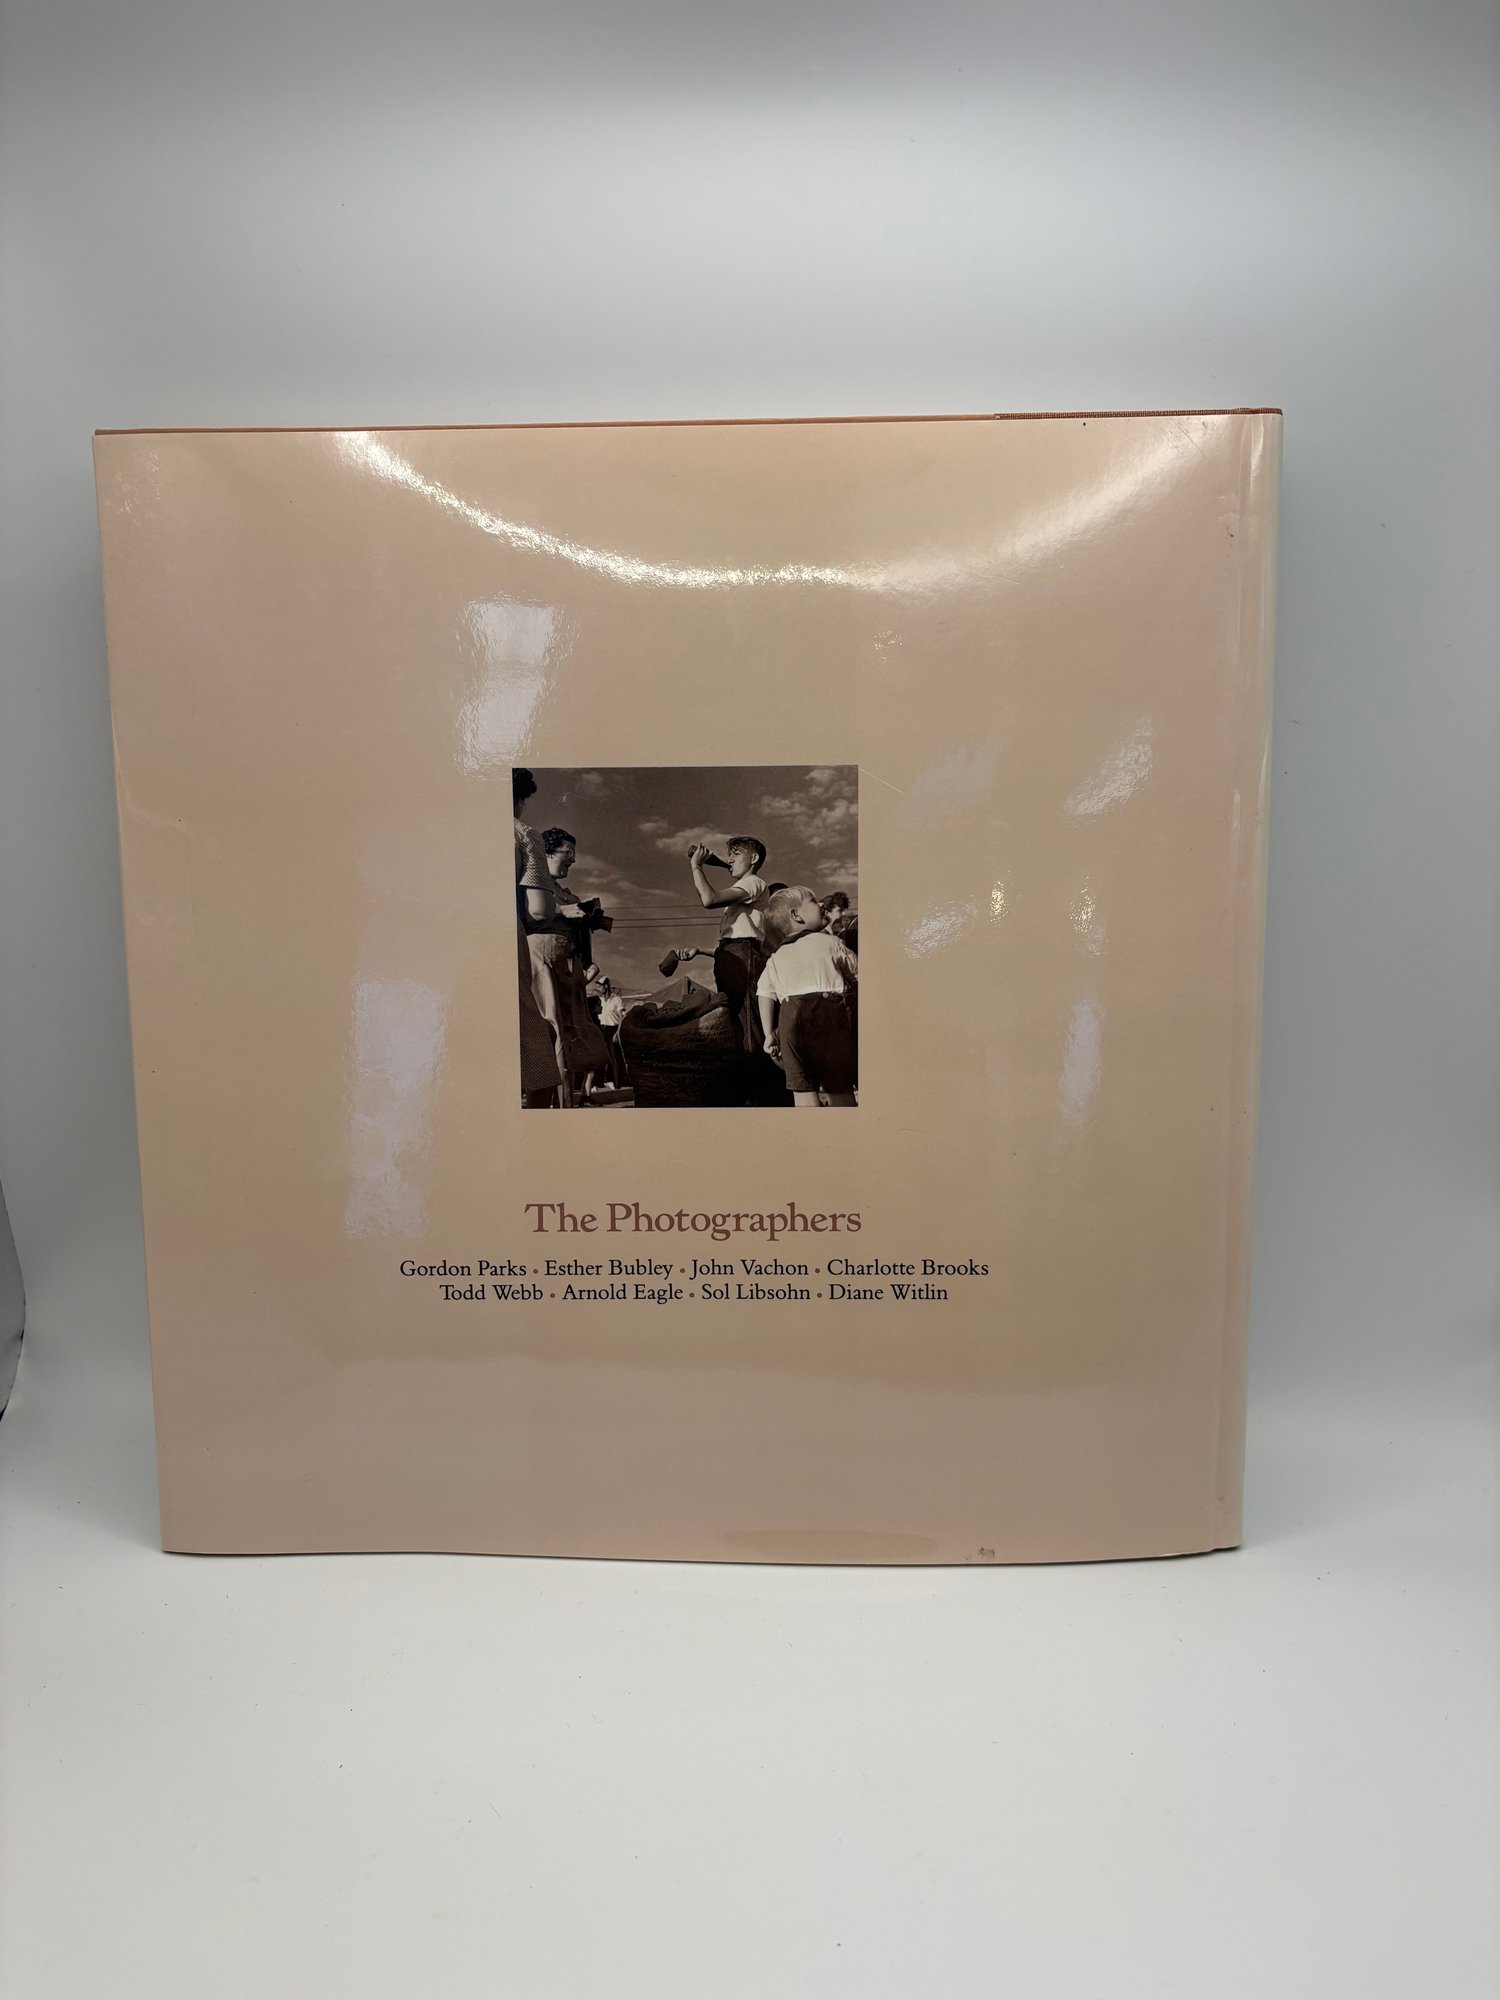 The Photographers
Gordon Parks • Esther Bubley • John Vachon • Charlotte Brooks
Todd Webb • Arnold Eagle • Sol Libsohn • Diane Witlin